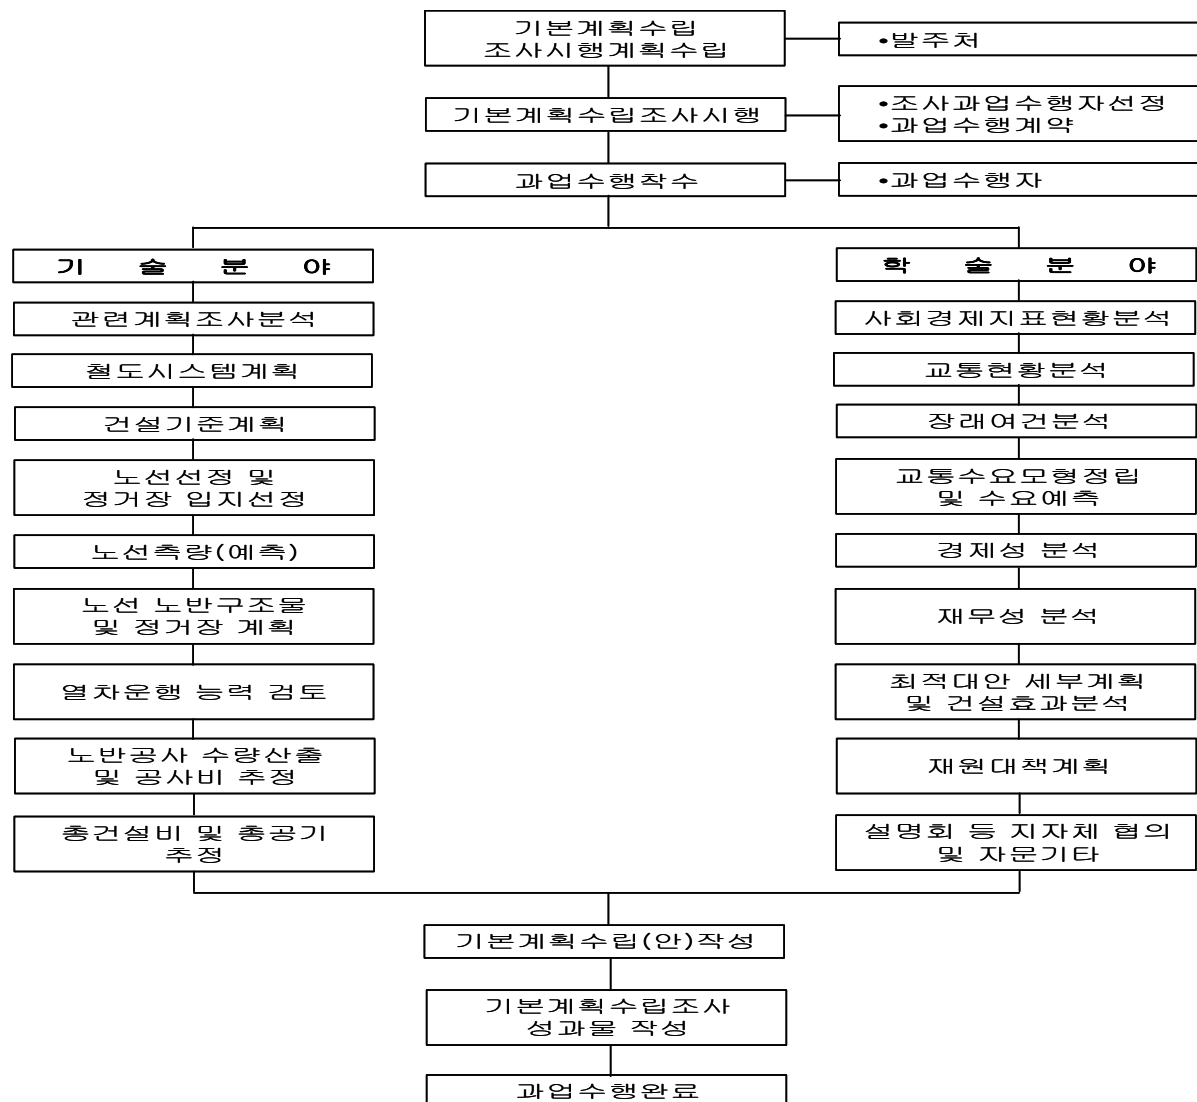 기본계획수립
조사시행계획수립
•발주처
기본계획수립조사시행
•조사과업수행자선정
•과업수행계약
과업수행착수
•과업수행자
기 술 분 야
관련계획조사분석
철도시스템계획
건설기준계획
노선선정 및
정거장 입지선정
노선측량(예측)
노선 노반구조물
및 정거장 계획
열차운행 능력 검토
노반공사 수량산출
및 공사비 추정
총건설비 및 총공기
추정
학 술 분 야
사회경제지표현황분석
교통현황분석
장래여건분석
교통수요모형정립
및 수요예측
경제성 분석
재무성 분석
최적대안 세부계획
및 건설효과분석
재원대책계획
설명회 등 지자체 협의
및 자문기타
기본계획수립(안)작성
기본계획수립조사
성과물 작성
과업수행완료